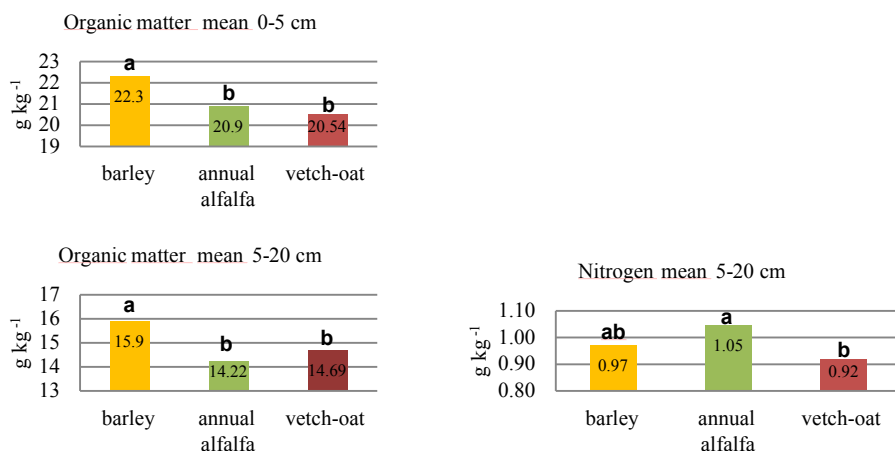 Organic matter mean 0-5 cm
g kg⁻¹
23
22
21
20
19
a
b
b
22.3
20.9
20.54
barley
annual
alfalfa
vetch-oat
Organic matter mean 5-20 cm
g kg⁻¹
17
16
15
14
13
a
b
b
15.9
14.22
14.69
barley
annual
alfalfa
vetch-oat
Nitrogen mean 5-20 cm
g kg⁻¹
1.10
1.00
0.90
0.80
ab
a
b
0.97
1.05
0.92
barley
annual
alfalfa
vetch-oat